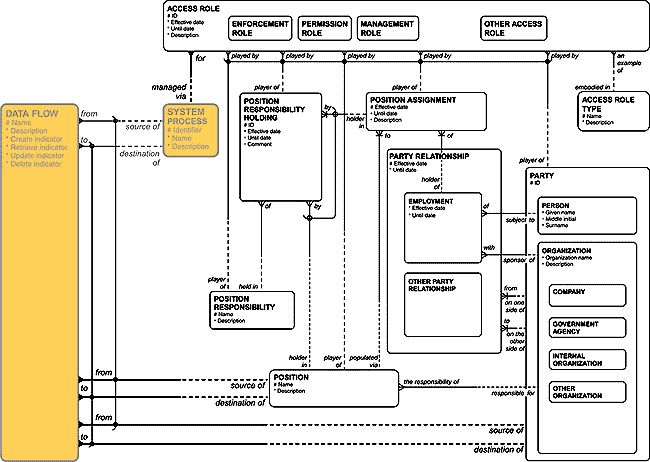 ACCESS ROLE
# ID
* Effective date
* Until date
* Description
ENFORCEMENT
ROLE
PERMISSION
ROLE
MANAGEMENT
ROLE
OTHER ACCESS
ROLE
for
played by
played by
played by
played by
played by
an
example
of
managed
via
player of
player of
embodied in
DATA FLOW
# Name
* Description
* Create indicator
* Retrieve indicator
* Update indicator
* Delete indicator
from
source of
to
destination
of
SYSTEM
PROCESS
# Identifier
* Name
* Description
POSITION
RESPONSIBILITY
HOLDING
# ID
* Effective date
* Until date
* Comment
by
holder
in
POSITION ASSIGNMENT
# Effective date
* Until date
* Description
ACCESS ROLE
TYPE
# Name
* Description
to
of
PARTY RELATIONSHIP
* Effective date
* Until date
holder
of
player
of
PARTY
# ID
EMPLOYMENT
* Effective date
* Until date
of
subject to
PERSON
* Given name
* Middle initial
* Surname
of
by
with
sponsor of
ORGANIZATION
* Organization name
* Description
OTHER PARTY
RELATIONSHIP
from
on one
side of
to
on the
other
side of
COMPANY
GOVERNMENT
AGENCY
INTERNAL
ORGANIZATION
OTHER
ORGANIZATION
player
of
held in
POSITION
RESPONSIBILITY
# Name
* Description
holder
in
player
of
populated
via
from
source of
to
destination of
POSITION
# Name
* Description
the responsibility of
responsible for
from
source of
to
destination of